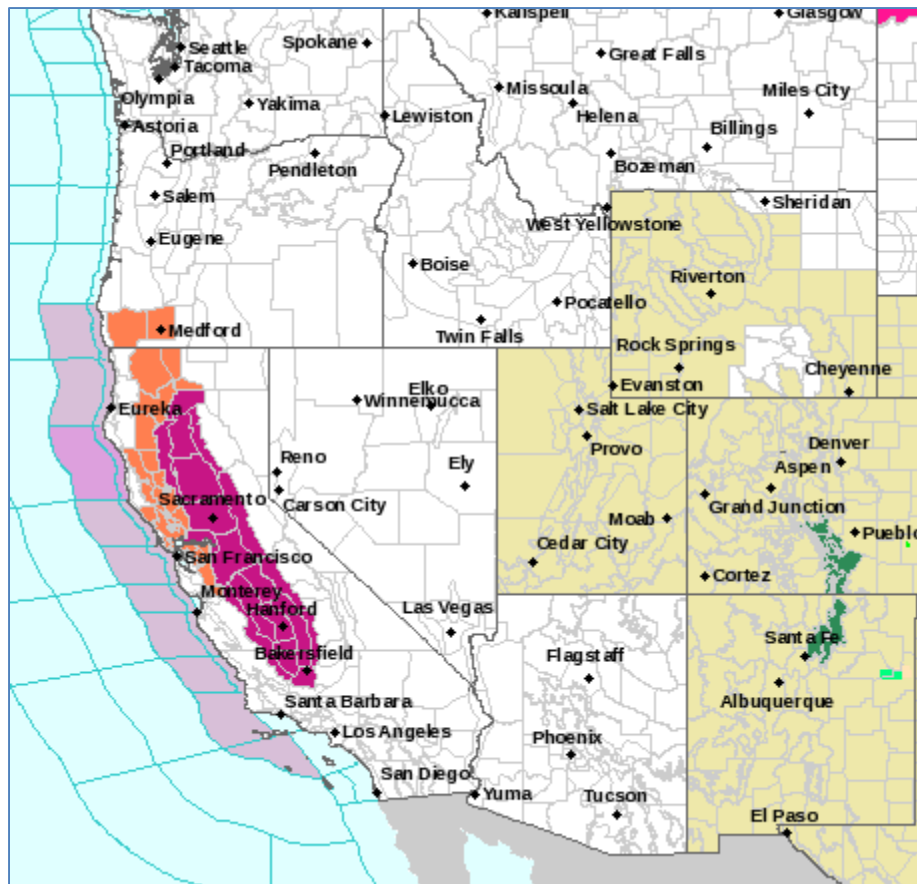 Kalispell
Glasgow
Seattle
Spokane
Tacoma
Great Falls
Olympia
Yakima
Missoula
Miles City
Lewiston
Helena
Astoria
Billings
Portland
Pendleton
Bozeman
Salem
Sheridan
West Yellowstone
Eugene
Boise
Riverton
Pocatello
Medford
Twin Falls
Rock Springs
Cheyenne
Evanston
Elko
Winnemucca
Eureka
Salt Lake City
Provo
Denver
Reno
Ely
Aspen
Sacramento
Carson City
Grand Junction
Moab
Pueblo
San Francisco
Cedar City
Cortez
Monterey
Hanford
Las Vegas
Santa Fe
Bakersfield
Flagstaff
Albuquerque
Santa Barbara
Los Angeles
Phoenix
San Diego
Yuma
Tucson
El Paso